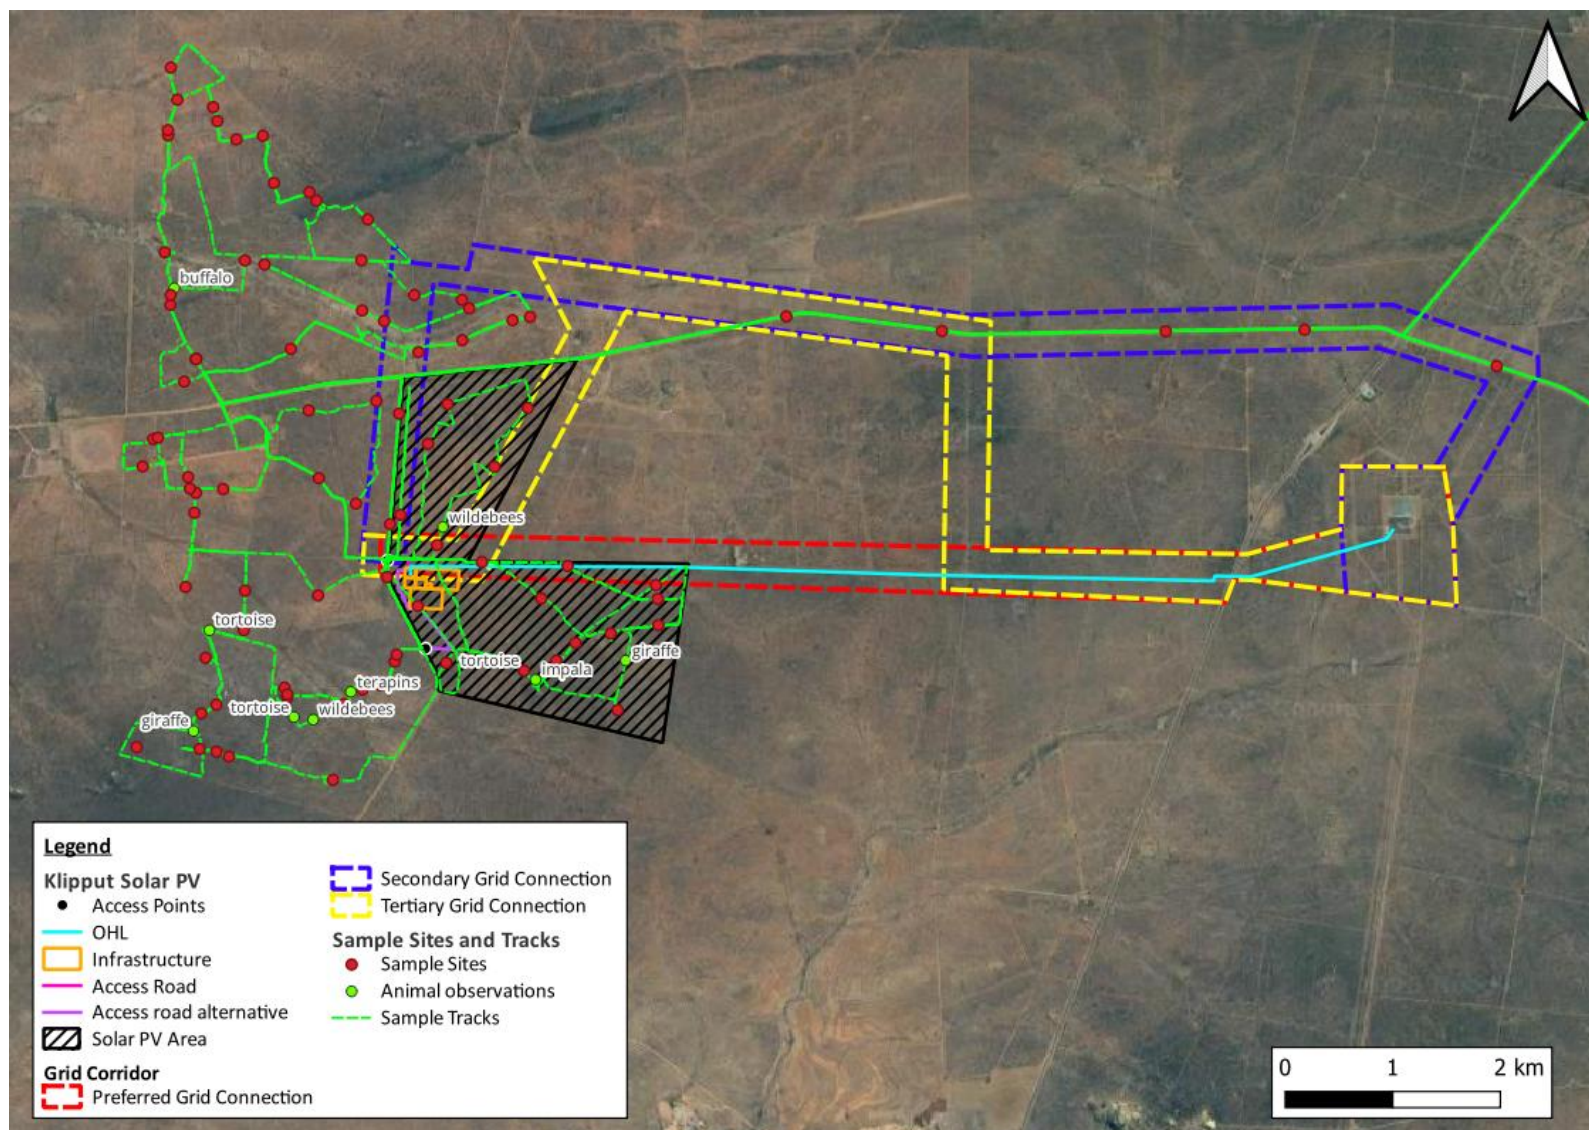 buffalo
wildebees
tortoise
tortoise
giraffe
impala
terapins
tortoise
wildebees
giraffe
Legend
Klipput Solar PV
Access Points
OHL
Infrastructure
Access Road
Access road alternative
Solar PV Area
Grid Corridor
Preferred Grid Connection
Secondary Grid Connection
Tertiary Grid Connection
Sample Sites and Tracks
Sample Sites
Animal observations
Sample Tracks
0 1 2 km